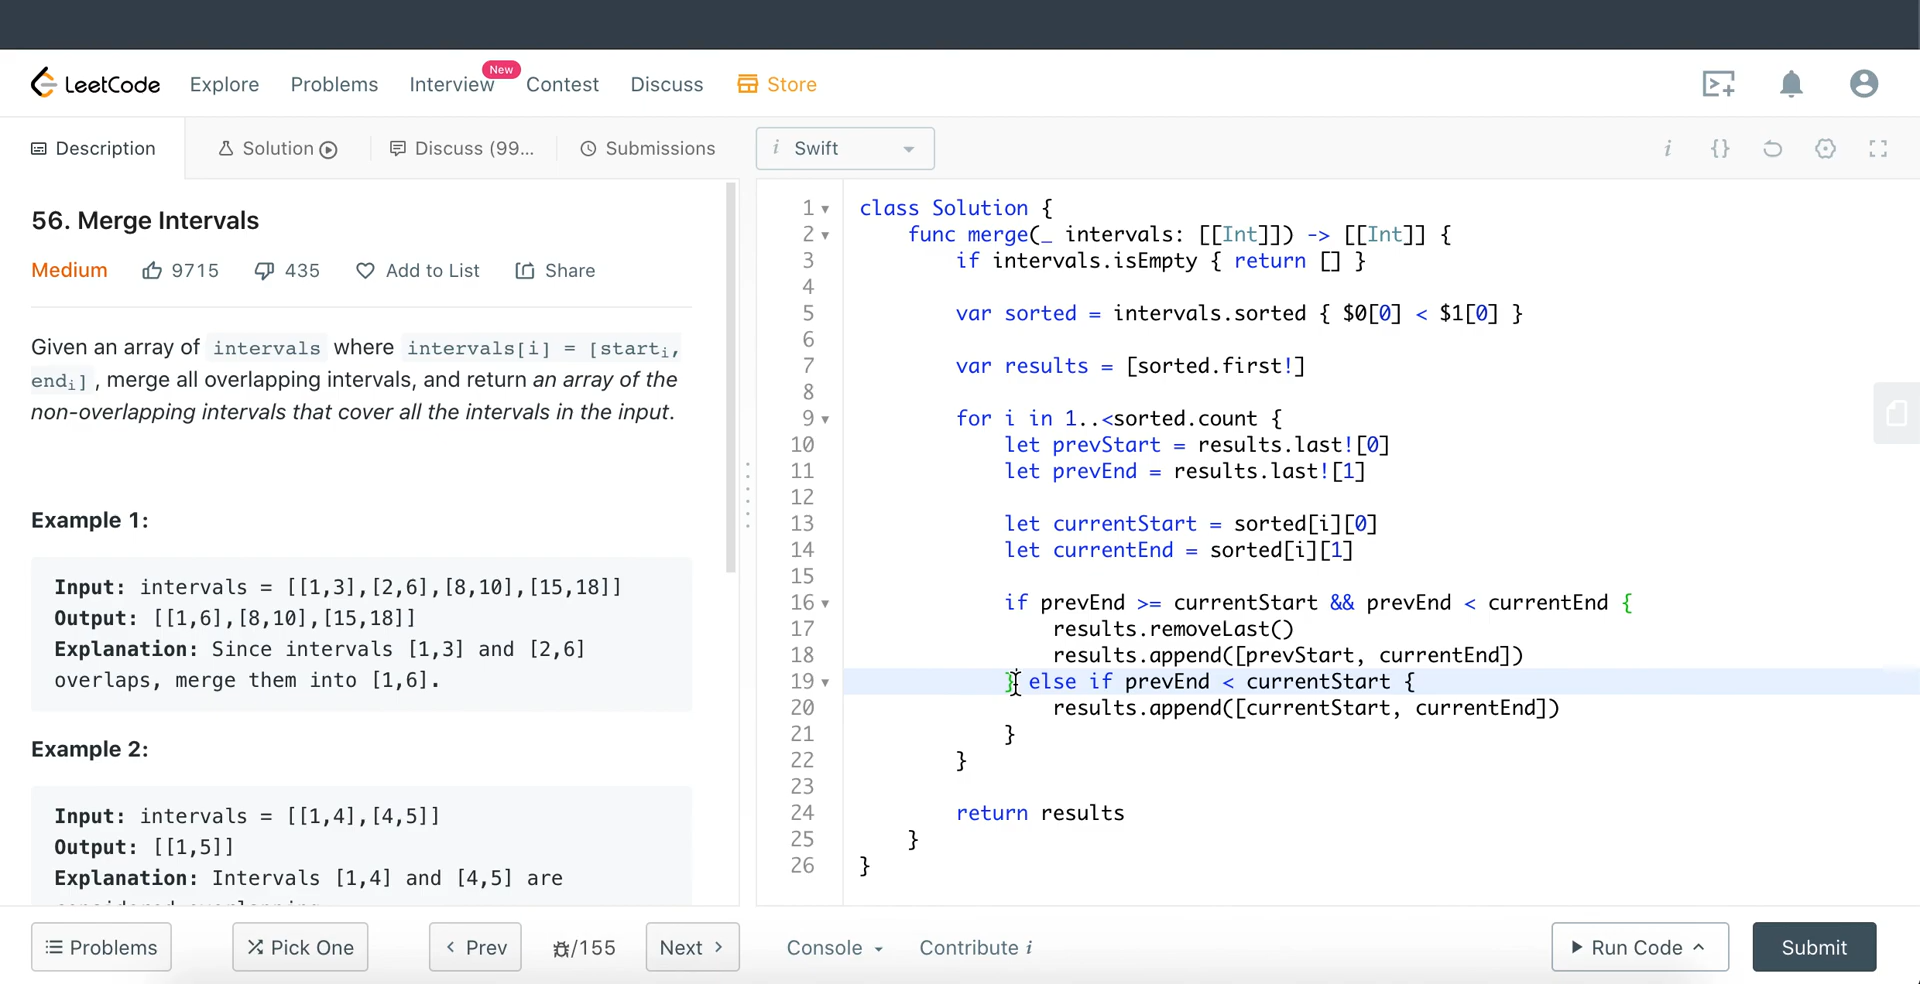 LeetCode
Explore
Problems
Interview
New
Contest
Discuss
Store
Description
Solution
Discuss (99...
Submissions
i Swift
i
{}
56. Merge Intervals
Medium
9715
435
Add to List
Share
Given an array of intervals where intervals[i] = [starti,
endi], merge all overlapping intervals, and return an array of the
non-overlapping intervals that cover all the intervals in the input.
Example 1:
Input: intervals = [[1,3],[2,6],[8,10],[15,18]]
Output: [[1,6],[8,10],[15,18]]
Explanation: Since intervals [1,3] and [2,6]
overlaps, merge them into [1,6].
Example 2:
Input: intervals = [[1,4],[4,5]]
Output: [[1,5]]
Explanation: Intervals [1,4] and [4,5] are
1 class Solution {
2 func merge(_ intervals: [[Int]]) -> [[Int]] {
3 if intervals.isEmpty { return [] }
4
5 var sorted = intervals.sorted { $0[0] < $1[0] }
6
7 var results = [sorted.first!]
8
9 for i in 1..<sorted.count {
10 let prevStart = results.last![0]
11 let prevEnd = results.last![1]
12
13 let currentStart = sorted[i][0]
14 let currentEnd = sorted[i][1]
15
16 if prevEnd >= currentStart && prevEnd < currentEnd {
17 results.removeLast()
18 results.append([prevStart, currentEnd])
19 } else if prevEnd < currentStart {
20 results.append([currentStart, currentEnd])
21 }
22 }
23
24 return results
25 }
26 }
Problems
Pick One
Prev
/155
Next
Console
Contribute i
Run Code
Submit